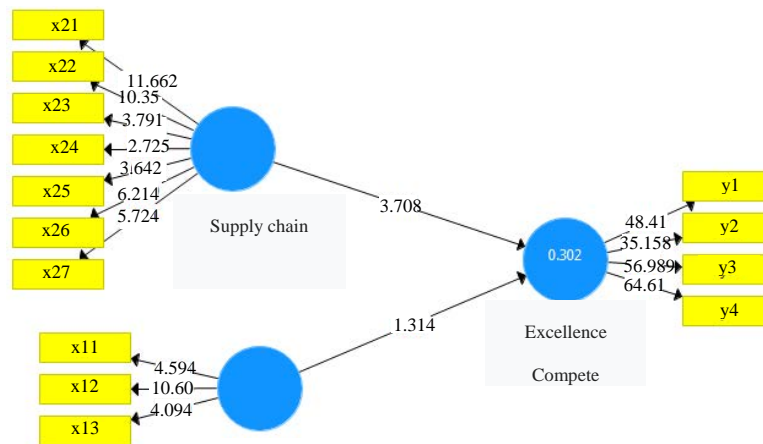 x21
x22
x23
x24
x25
x26
x27
11.662
10.35
3.791
2.725
3.642
6.214
5.724
Supply chain
3.708
0.302
Excellence
Compete
48.41
35.158
56.989
64.61
y1
y2
y3
y4
1.314
x11
x12
x13
4.594
10.60
4.094